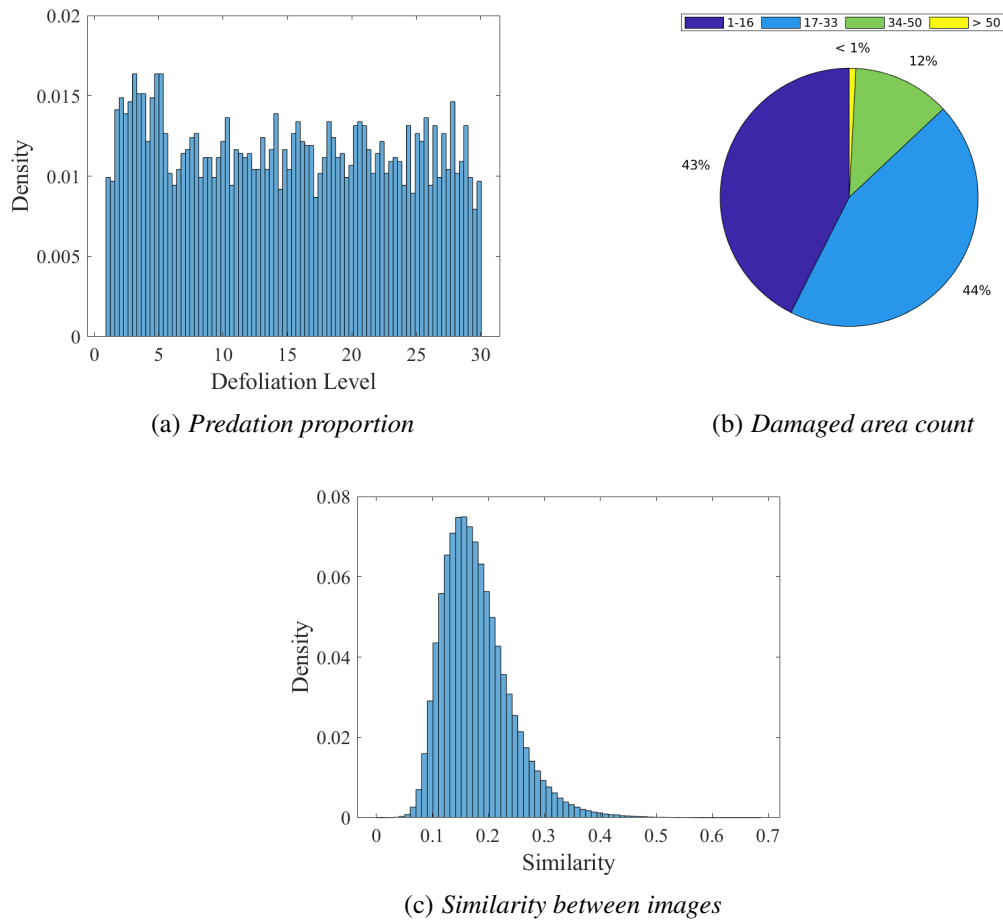 0.02
0.015
0.01
0.005
0
Density
0 5 10 15 20 25 30
Defoliation Level
(a) Predation proportion
1-16 17-33 34-50 > 50
< 1%
12%
43%
44%
(b) Damaged area count
0.08
0.06
0.04
0.02
0
Density
0 0.1 0.2 0.3 0.4 0.5 0.6 0.7
Similarity
(c) Similarity between images